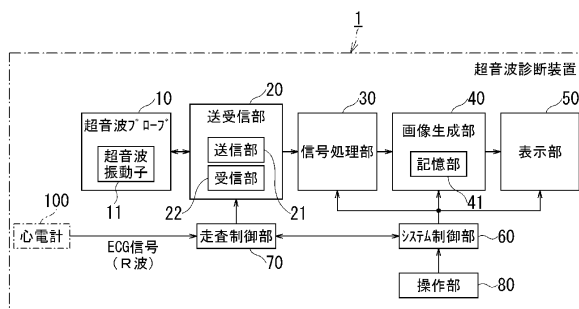 1
超音波診断装置
10
20
30
40
50
超音波ﾌﾟﾛｰﾌﾞ
送受信部
信号処理部
画像生成部
表示部
超音波
振動子
送信部
受信部
記憶部
11
22
21
41
100
心電計
ECG信号
(R波)
走査制御部
70
ｼｽﾃﾑ制御部
60
操作部
80